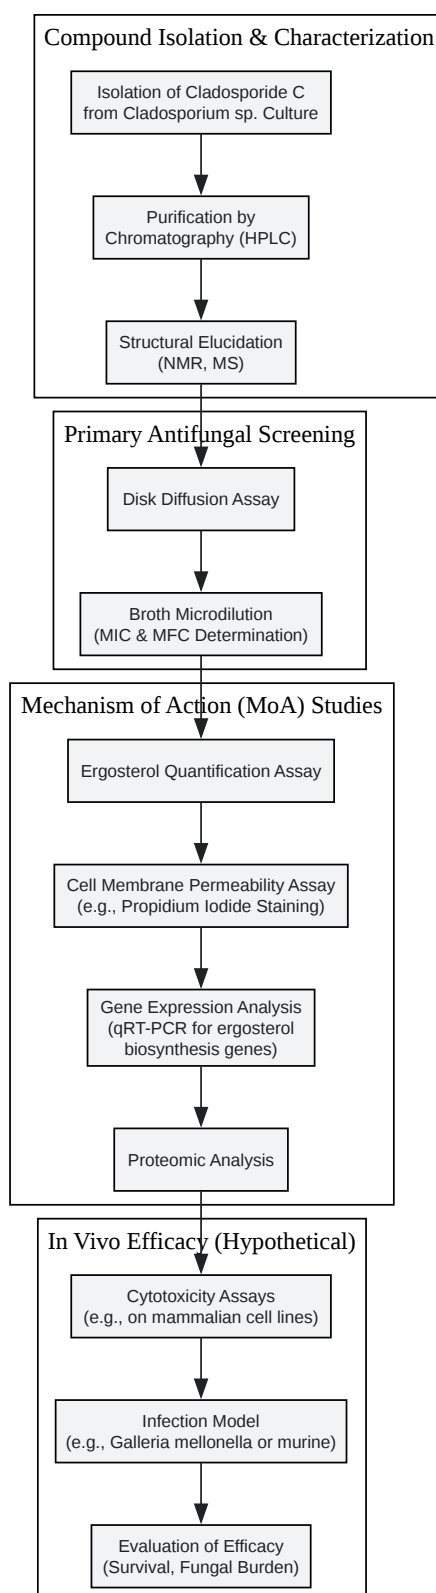 Compound Isolation & Characterization
Isolation of Cladosporide C
from Cladosporium sp. Culture
Purification by
Chromatography (HPLC)
Structural Elucidation
(NMR, MS)
Primary Antifungal Screening
Disk Diffusion Assay
Broth Microdilution
(MIC & MFC Determination)
Mechanism of Action (MoA) Studies
Ergosterol Quantification Assay
Cell Membrane Permeability Assay
(e.g., Propidium Iodide Staining)
Gene Expression Analysis
(qRT-PCR for ergosterol
biosynthesis genes)
Proteomic Analysis
In Vivo Efficacy (Hypothetical)
Cytotoxicity Assays
(e.g., on mammalian cell lines)
Infection Model
(e.g., Galleria mellonella or murine)
Evaluation of Efficacy
(Survival, Fungal Burden)